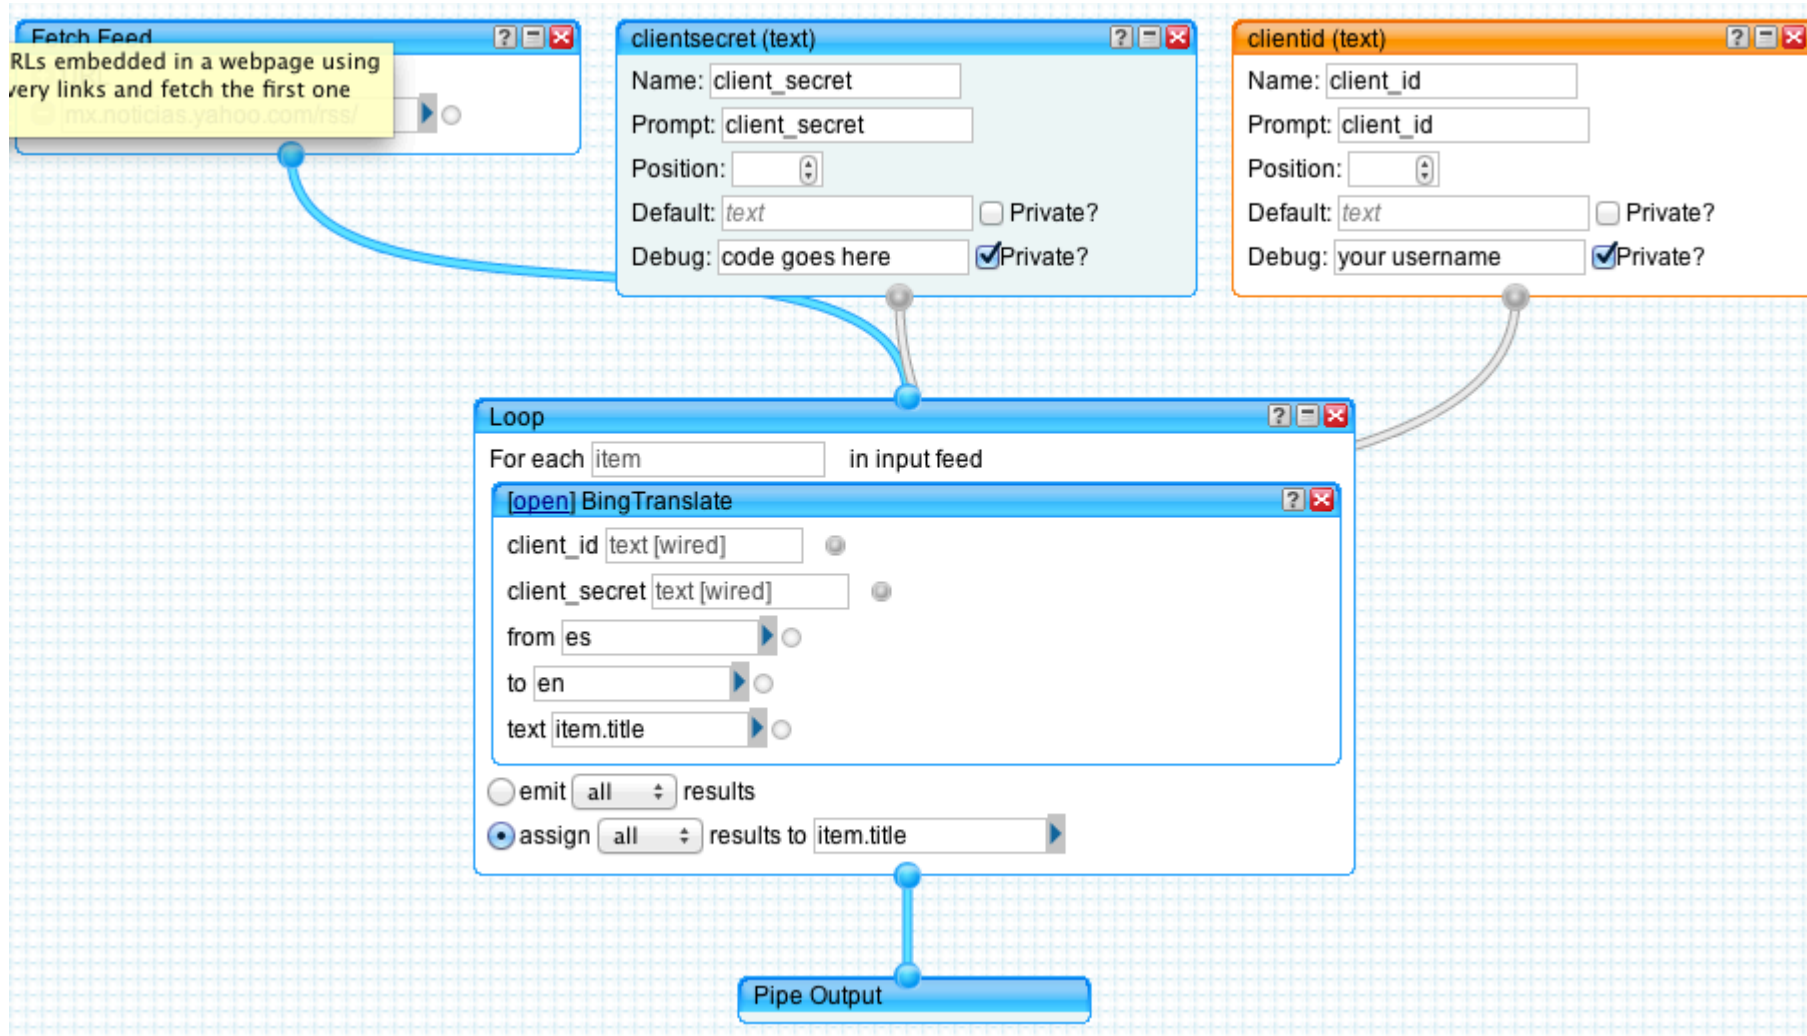 Fetch Feed
RLs embedded in a webpage using
very links and fetch the first one
mx.noticias.yahoo.com/rss/
clientsecret (text)
Name: client_secret
Prompt: client_secret
Position:
Default: text Private?
Debug: code goes here Private?
clientid (text)
Name: client_id
Prompt: client_id
Position:
Default: text Private?
Debug: your username Private?
Loop
For each item in input feed
[open] BingTranslate
client_id text [wired]
client_secret text [wired]
from es
to en
text item.title
emit all results
assign all results to item.title
Pipe Output